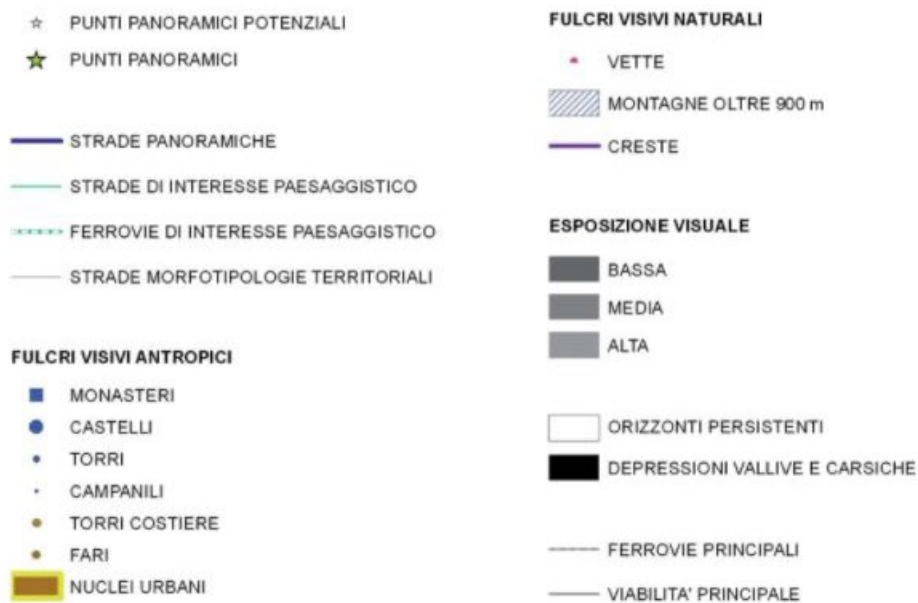 PUNTI PANORAMICI POTENZIALI
PUNTI PANORAMICI
STRADE PANORAMICHE
STRADE DI INTERESSE PAESAGGISTICO
FERROVIE DI INTERESSE PAESAGGISTICO
STRADE MORFOTIPOLOGIE TERRITORIALI
FULCRI VISIVI ANTROPICI
MONASTERI
CASTELLI
TORRI
CAMPANILI
TORRI COSTIERE
FARI
NUCLEI URBANI
FULCRI VISIVI NATURALI
VETTE
MONTAGNE OLTRE 900 m
CRESTE
ESPOSIZIONE VISUALE
BASSA
MEDIA
ALTA
ORIZZONTI PERSISTENTI
DEPRESSIONI VALLIVE E CARSICHE
FERROVIE PRINCIPALI
VIABILITA' PRINCIPALE